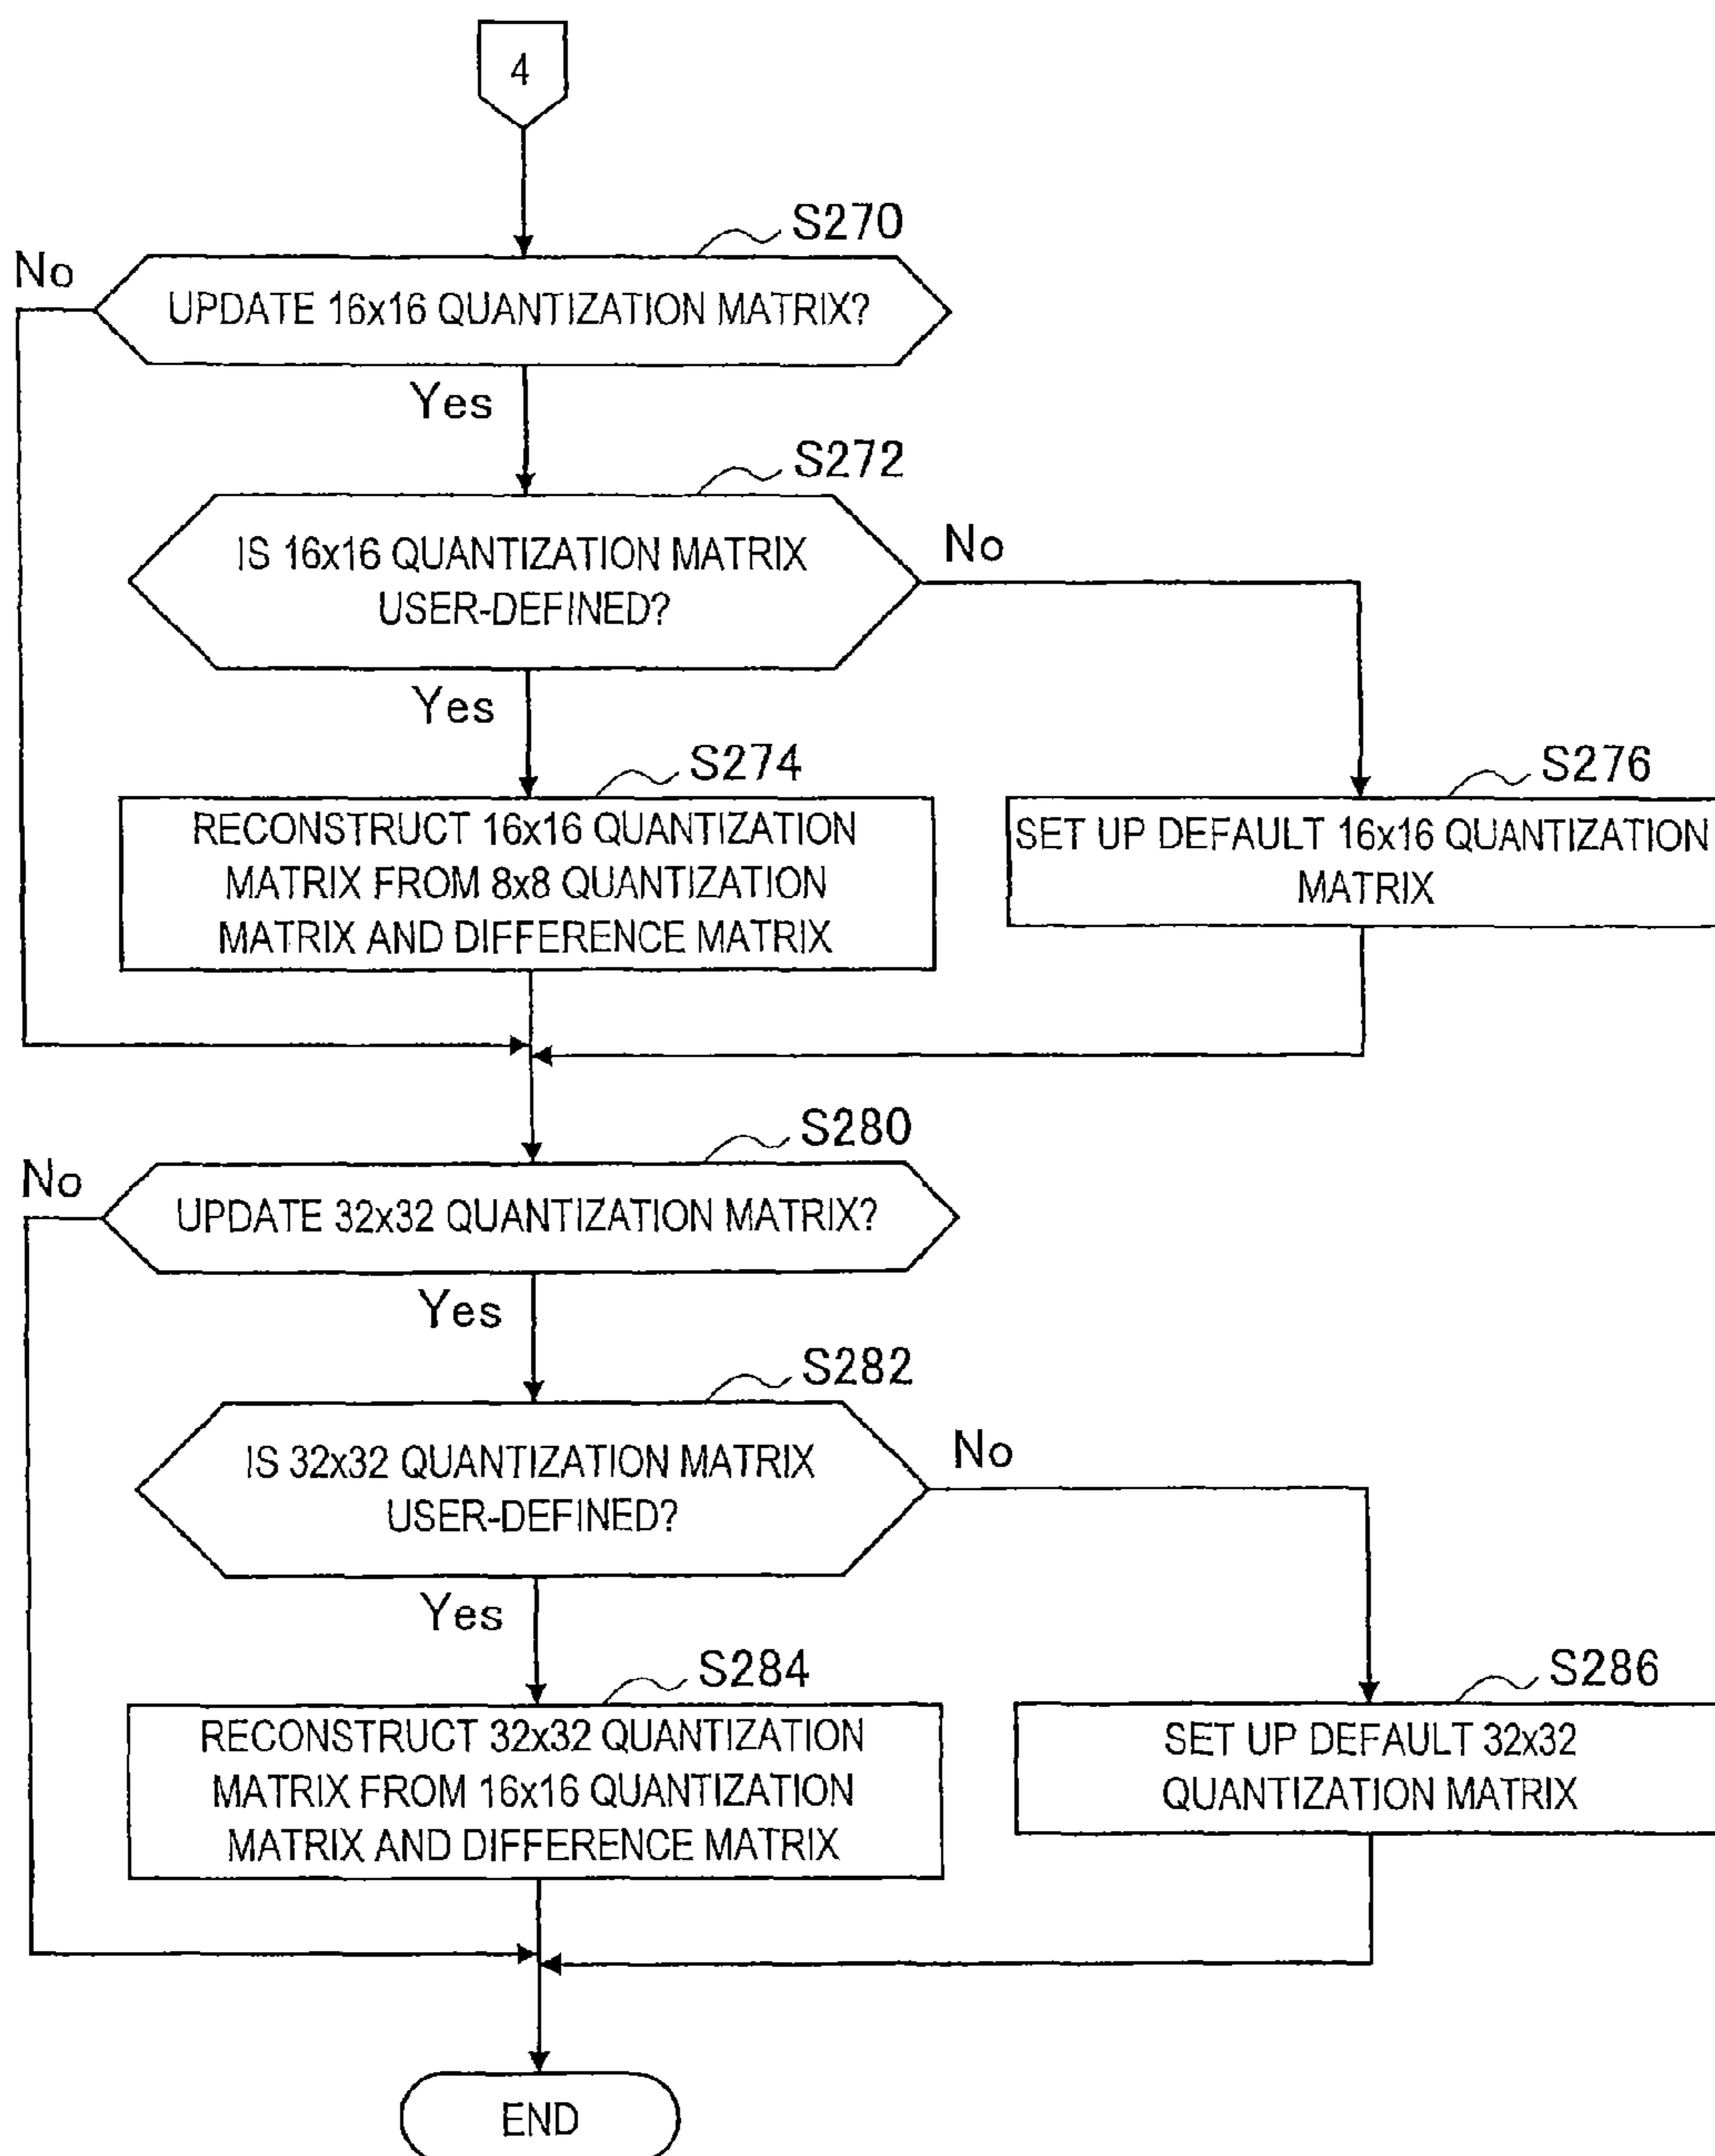 4
S270
No
UPDATE 16x16 QUANTIZATION MATRIX?
Yes
S272
IS 16x16 QUANTIZATION MATRIX
USER-DEFINED?
No
Yes
S274
RECONSTRUCT 16x16 QUANTIZATION
MATRIX FROM 8x8 QUANTIZATION
MATRIX AND DIFFERENCE MATRIX
S276
SET UP DEFAULT 16x16 QUANTIZATION
MATRIX
S280
No
UPDATE 32x32 QUANTIZATION MATRIX?
Yes
S282
IS 32x32 QUANTIZATION MATRIX
USER-DEFINED?
No
Yes
S284
RECONSTRUCT 32x32 QUANTIZATION
MATRIX FROM 16x16 QUANTIZATION
MATRIX AND DIFFERENCE MATRIX
S286
SET UP DEFAULT 32x32
QUANTIZATION MATRIX
END